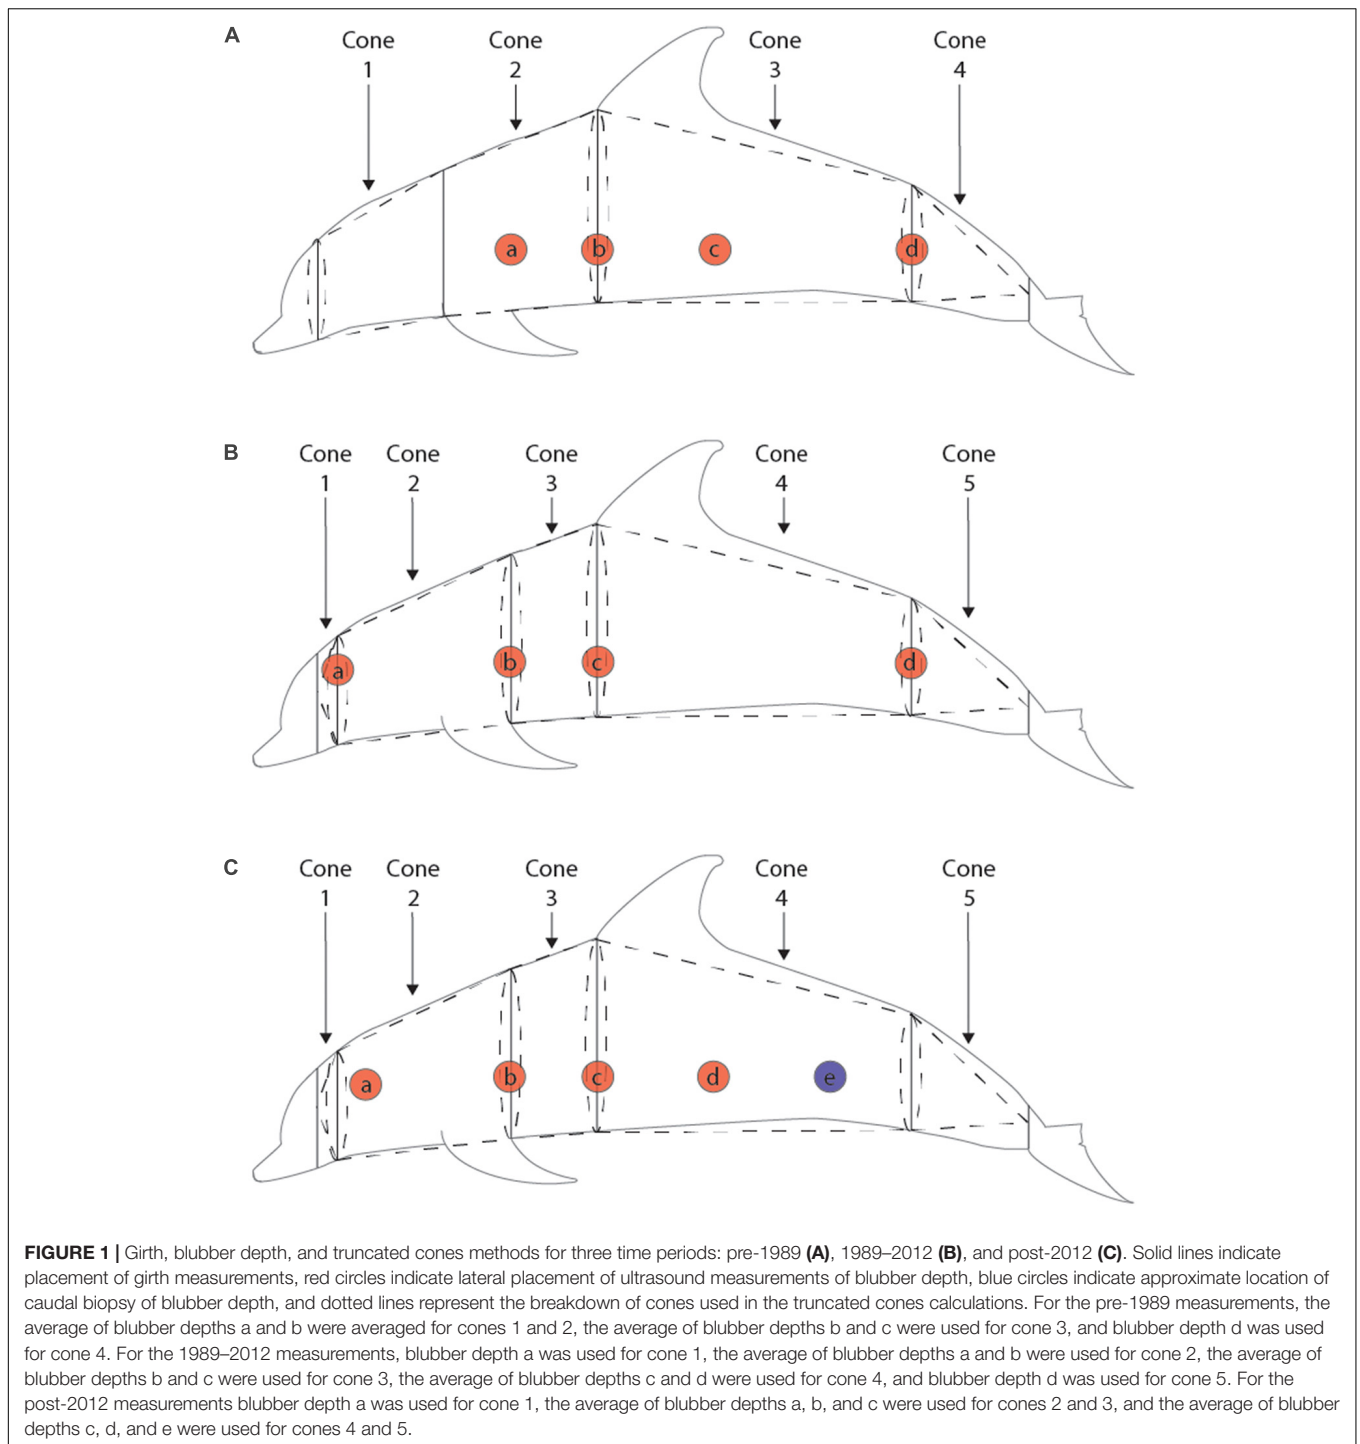 A
Cone
1
Cone
2
Cone
3
Cone
4
a
b
c
d
B
Cone
1
Cone
2
Cone
3
Cone
4
Cone
5
a
b
c
d
C
Cone
1
Cone
2
Cone
3
Cone
4
Cone
5
a
b
c
d
e
FIGURE 1 | Girth, blubber depth, and truncated cones methods for three time periods: pre-1989 (A), 1989–2012 (B), and post-2012 (C). Solid lines indicate
placement of girth measurements, red circles indicate lateral placement of ultrasound measurements of blubber depth, blue circles indicate approximate location of
caudal biopsy of blubber depth, and dotted lines represent the breakdown of cones used in the truncated cones calculations. For the pre-1989 measurements, the
average of blubber depths a and b were averaged for cones 1 and 2, the average of blubber depths b and c were used for cone 3, and blubber depth d was used
for cone 4. For the 1989–2012 measurements, blubber depth a was used for cone 1, the average of blubber depths a and b were used for cone 2, the average of
blubber depths b and c were used for cone 3, the average of blubber depths c and d were used for cone 4, and blubber depth d was used for cone 5. For the
post-2012 measurements blubber depth a was used for cone 1, the average of blubber depths a, b, and c were used for cones 2 and 3, and the average of blubber
depths c, d, and e were used for cones 4 and 5.